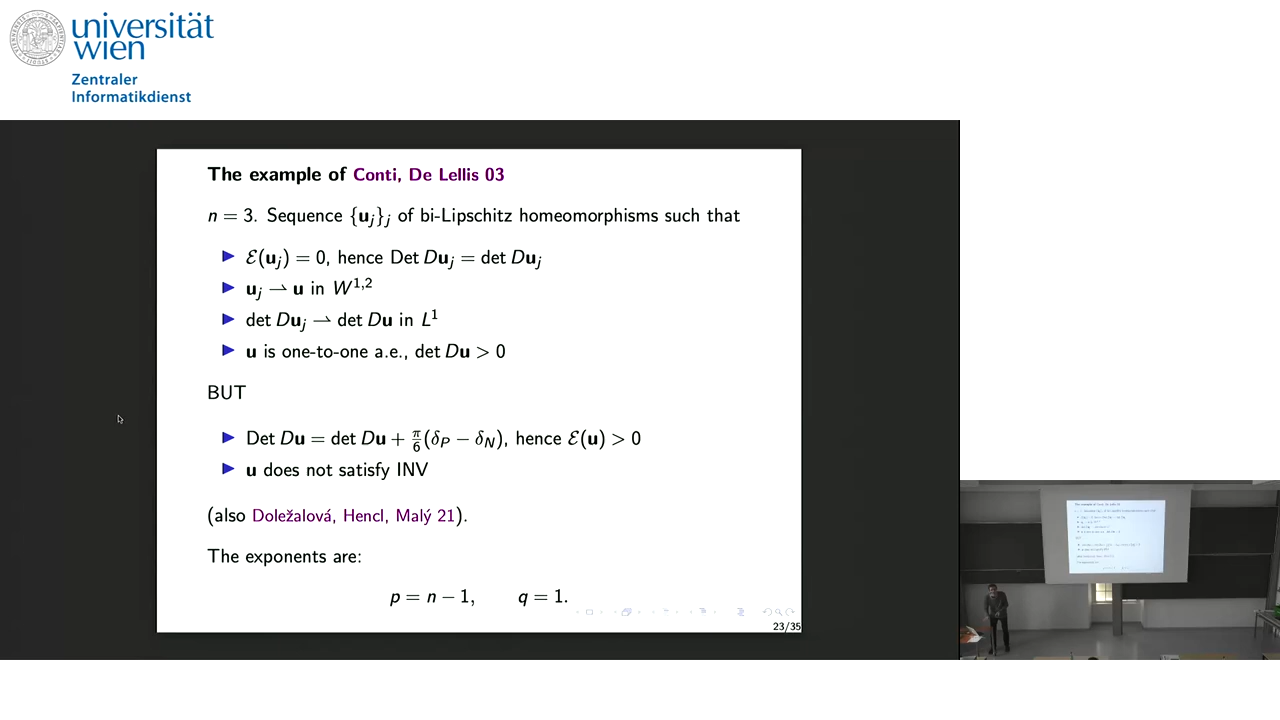 universität
wien
Zentraler
Informatikdienst
The example of Conti, De Lellis 03
n = 3. Sequence {u_j}_j of bi-Lipschitz homeomorphisms such that
▶ ℰ(u_j) = 0, hence Det Du_j = det Du_j
▶ u_j ⇀ u in W^{1,2}
▶ det Du_j ⇀ det Du in L^1
▶ u is one-to-one a.e., det Du > 0
BUT
▶ Det Du = det Du + π/6 (δ_P − δ_N), hence ℰ(u) > 0
▶ u does not satisfy INV
(also Doležalová, Hencl, Malý 21).
The exponents are:
p = n − 1, q = 1.
23/35